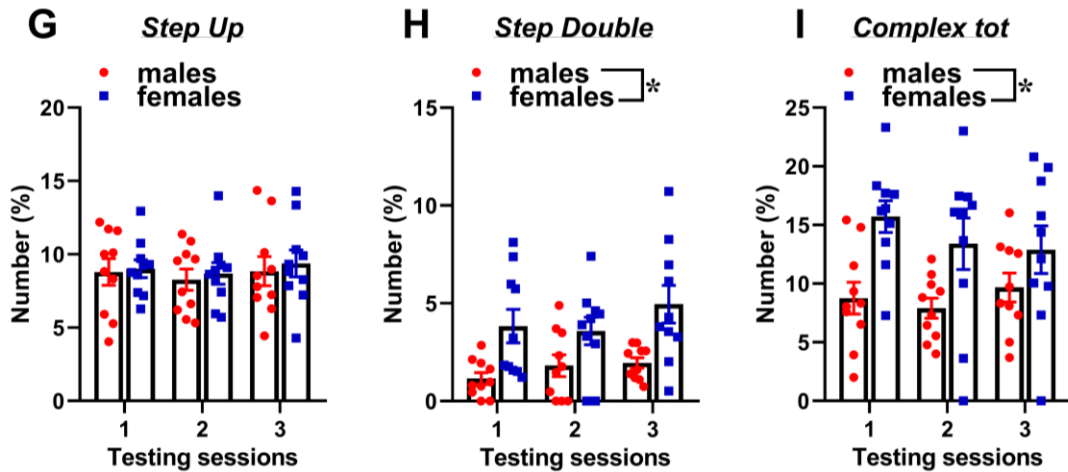 G Step Up
males
females
Number (%)
20
15
10
5
0
1 2 3
Testing sessions
H Step Double
males
females
*
Number (%)
15
10
5
0
1 2 3
Testing sessions
I Complex tot
males
females
*
Number (%)
25
20
15
10
5
0
1 2 3
Testing sessions